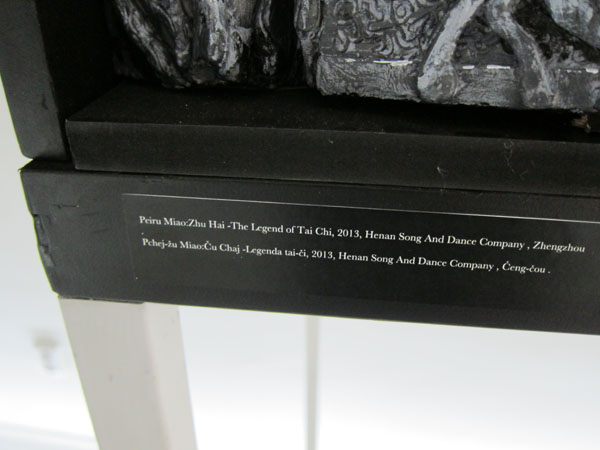 Peiru Miao:Zhu Hai -The Legend of Tai Chi, 2013, Henan Song And Dance Company , Zhengzhou
.
Pchej-žu Miao:Ču Chaj -Legenda tai-či, 2013, Henan Song And Dance Company , Čeng-čou .